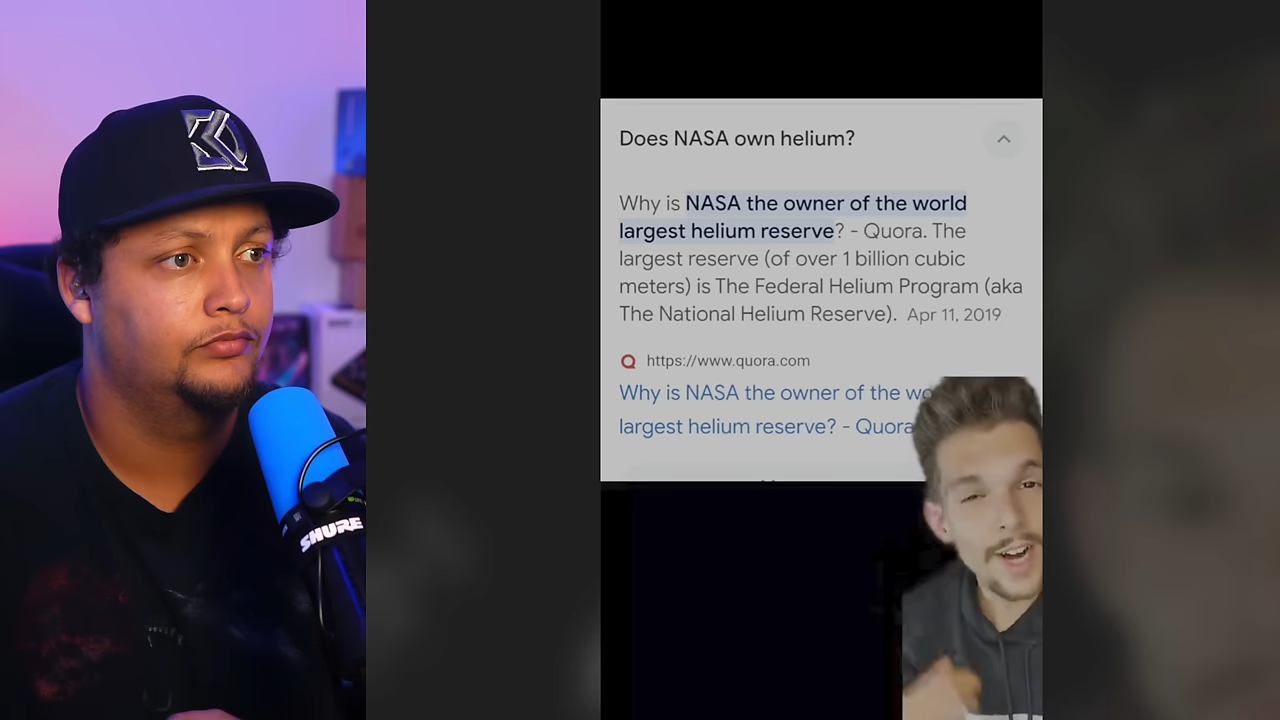 Does NASA own helium?
Why is NASA the owner of the world
largest helium reserve? - Quora. The
largest reserve (of over 1 billion cubic
meters) is The Federal Helium Program (aka
The National Helium Reserve). Apr 11, 2019
https://www.quora.com
Why is NASA the owner of the wo
largest helium reserve? - Quora
SHURE